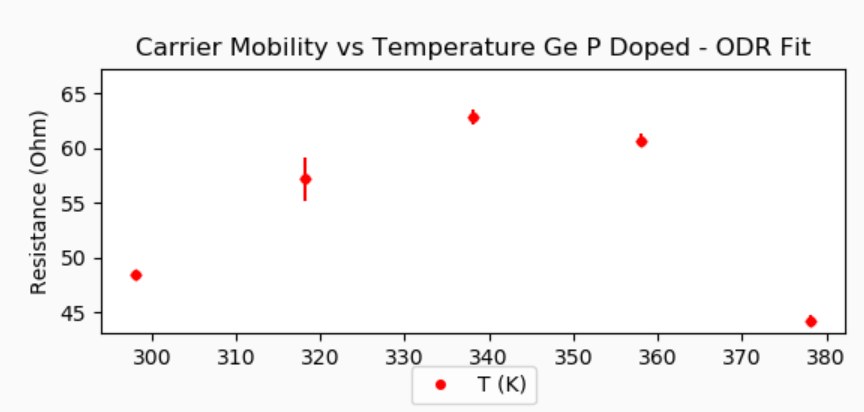 Carrier Mobility vs Temperature Ge P Doped - ODR Fit
Resistance (Ohm)
65
60
55
50
45
300 310 320 330 340 350 360 370 380
T (K)